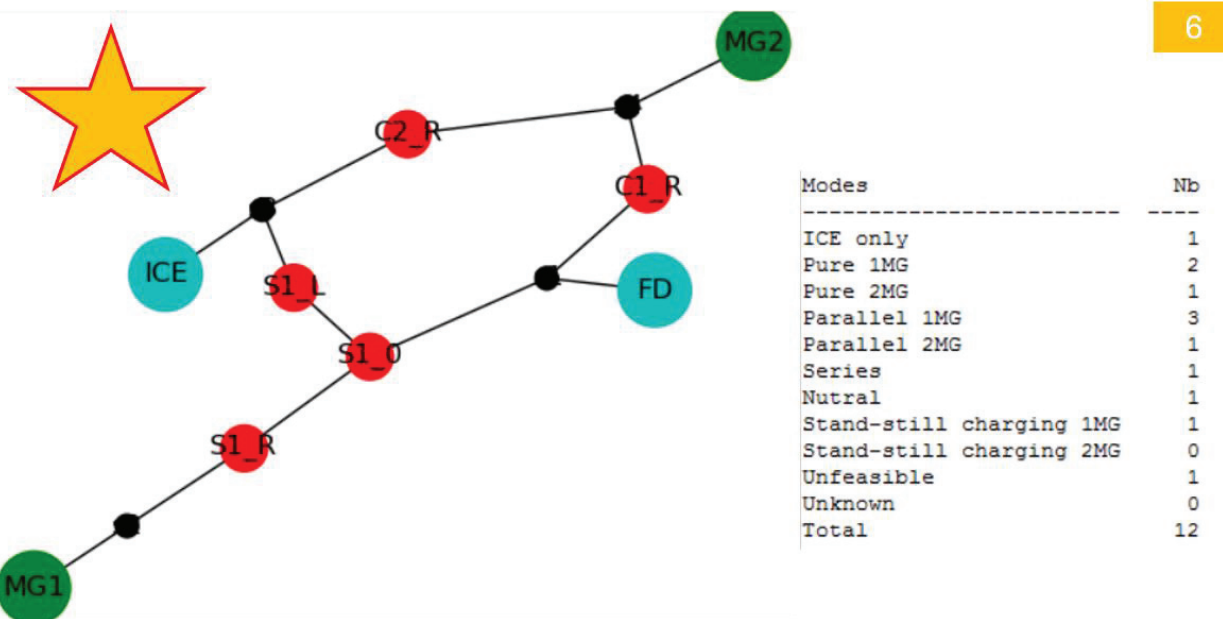 6
MG2
C2_R
C1_R
ICE
S1_L
FD
S1_0
S1_R
MG1
Modes Nb
------------------------ ----
ICE only 1
Pure 1MG 2
Pure 2MG 1
Parallel 1MG 3
Parallel 2MG 1
Series 1
Nutral 1
Stand-still charging 1MG 1
Stand-still charging 2MG 0
Unfeasible 1
Unknown 0
Total 12